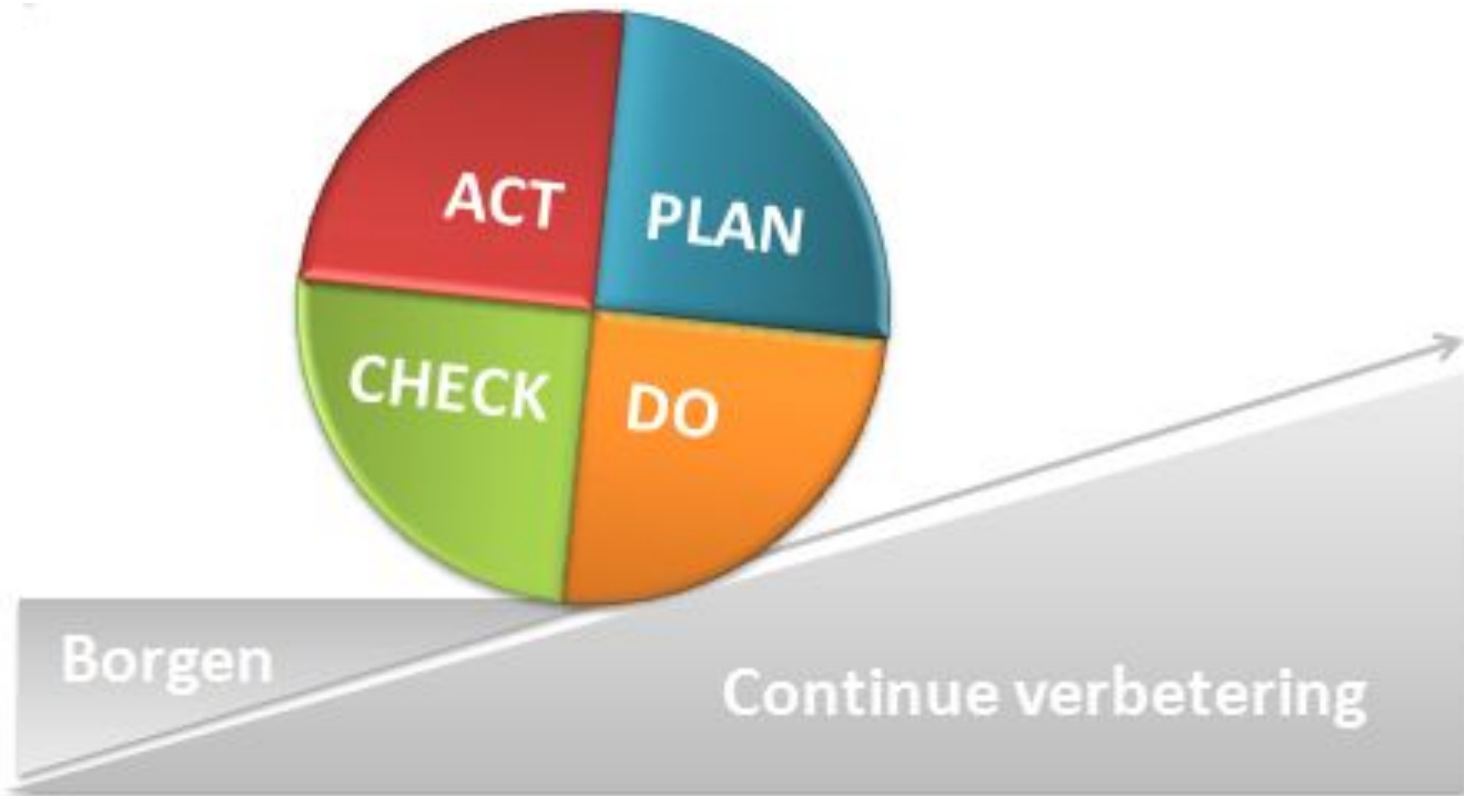 ACT
PLAN
CHECK
DO
Borgen
Continue verbetering